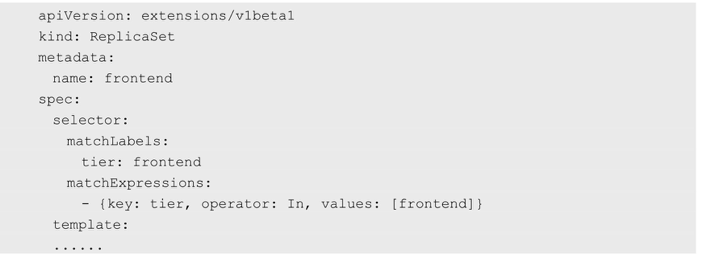 apiVersion: extensions/v1beta1
kind: ReplicaSet
metadata:
  name: frontend
spec:
  selector:
    matchLabels:
      tier: frontend
    matchExpressions:
      - {key: tier, operator: In, values: [frontend]}
  template:
  ......